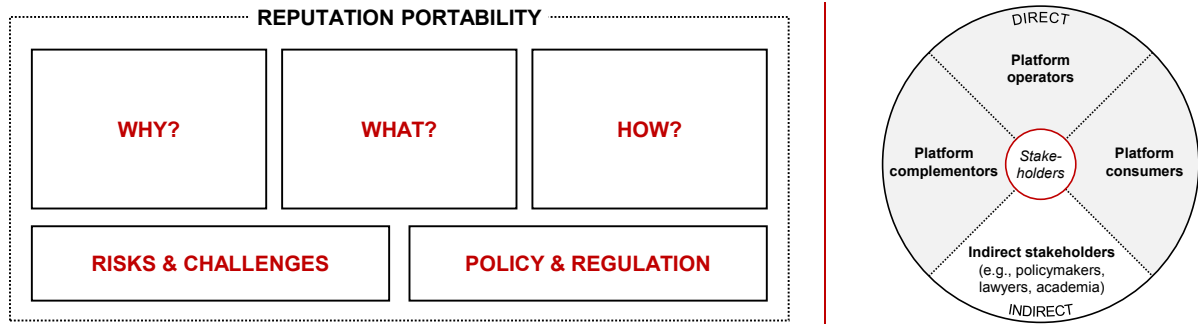 REPUTATION PORTABILITY
WHY?
WHAT?
HOW?
RISKS & CHALLENGES
POLICY & REGULATION
DIRECT
Platform
operators
Platform
complementors
Stake-
holders
Platform
consumers
Indirect stakeholders
(e.g., policymakers,
lawyers, academia)
INDIRECT